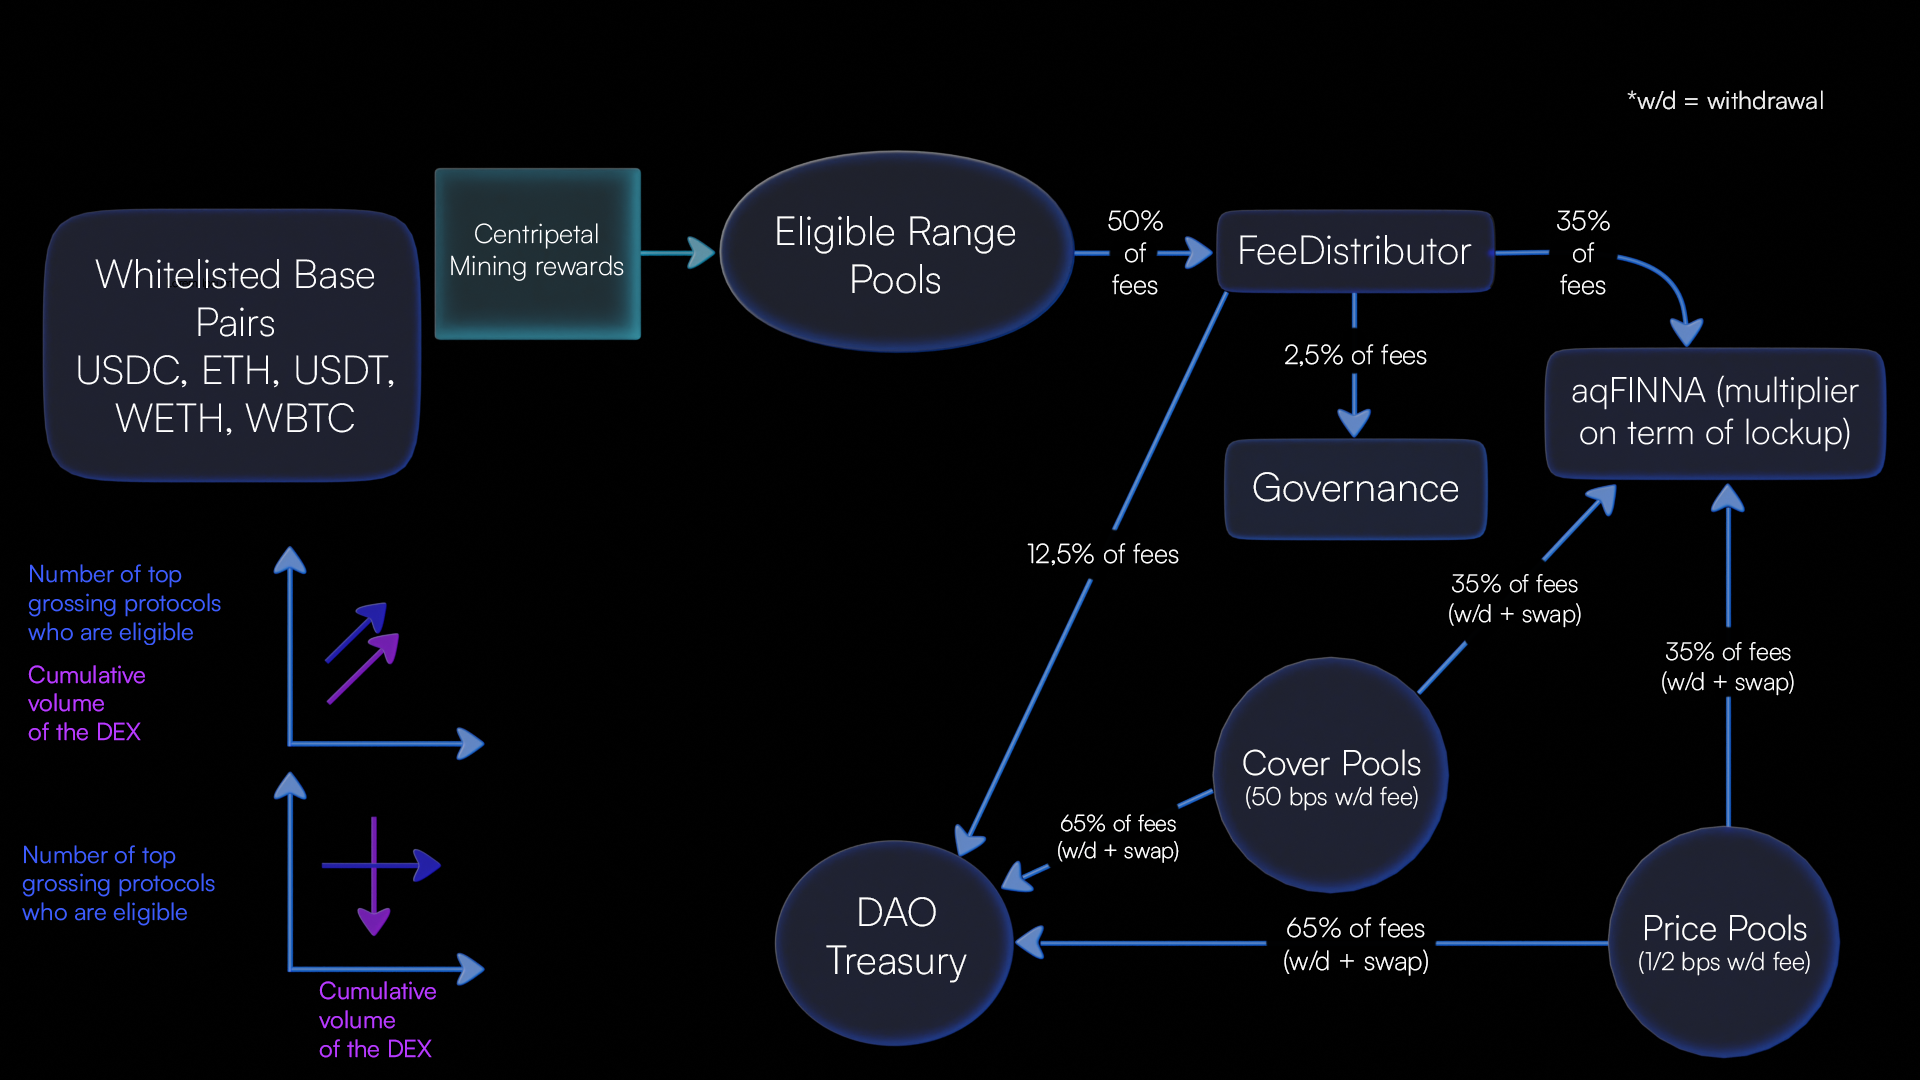 *w/d = withdrawal
Whitelisted Base
Pairs
USDC, ETH, USDT,
WETH, WBTC
Centripetal
Mining rewards
Eligible Range
Pools
50%
of
fees
FeeDistributor
35%
of
fees
2,5% of fees
aqFINNA (multiplier
on term of lockup)
Governance
12,5% of fees
35% of fees
(w/d + swap)
35% of fees
(w/d + swap)
Number of top
grossing protocols
who are eligible
Cumulative
volume
of the DEX
Cover Pools
(50 bps w/d fee)
65% of fees
(w/d + swap)
Number of top
grossing protocols
who are eligible
DAO
Treasury
65% of fees
(w/d + swap)
Price Pools
(1/2 bps w/d fee)
Cumulative
volume
of the DEX